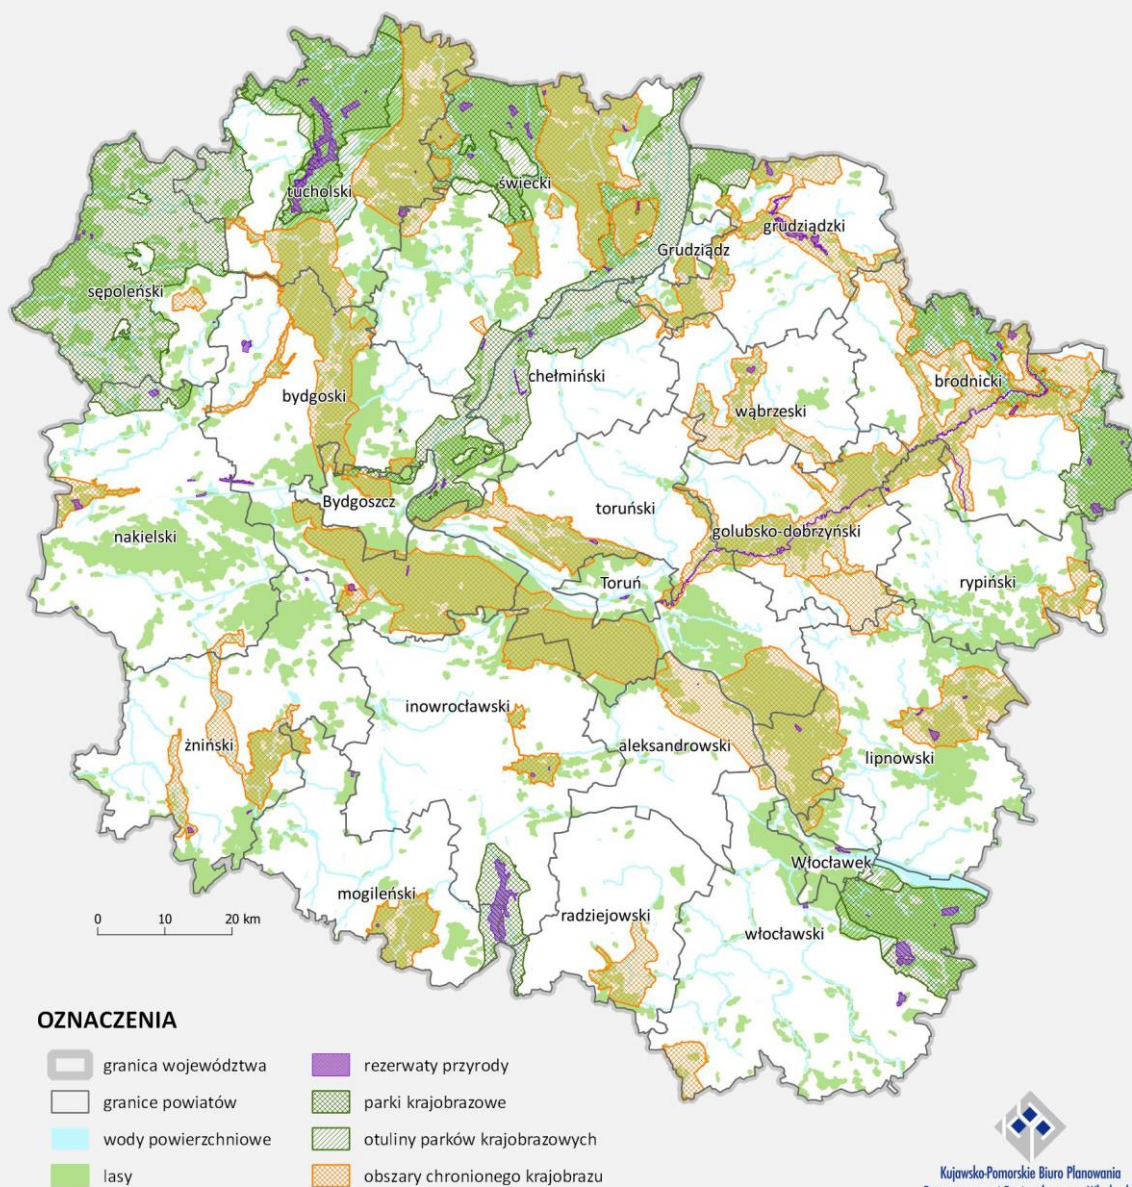 tucholski
świecki
Grudziądz
grudziądzki
sępoleński
bydgoski
chełmiński
wąbrzeski
brodnicki
Bydgoszcz
nakielski
toruński
golubsko-dobrzyński
Toruń
rypiński
inowrocławski
żniński
aleksandrowski
lipnowski
Włocławek
mogileński
radziejowski
włocławski
0 10 20 km
OZNACZENIA
granica województwa
granice powiatów
wody powierzchniowe
lasy
rezerwaty przyrody
parki krajobrazowe
otuliny parków krajobrazowych
obszary chronionego krajobrazu
Kujawsko-Pomorskie Biuro Planowania